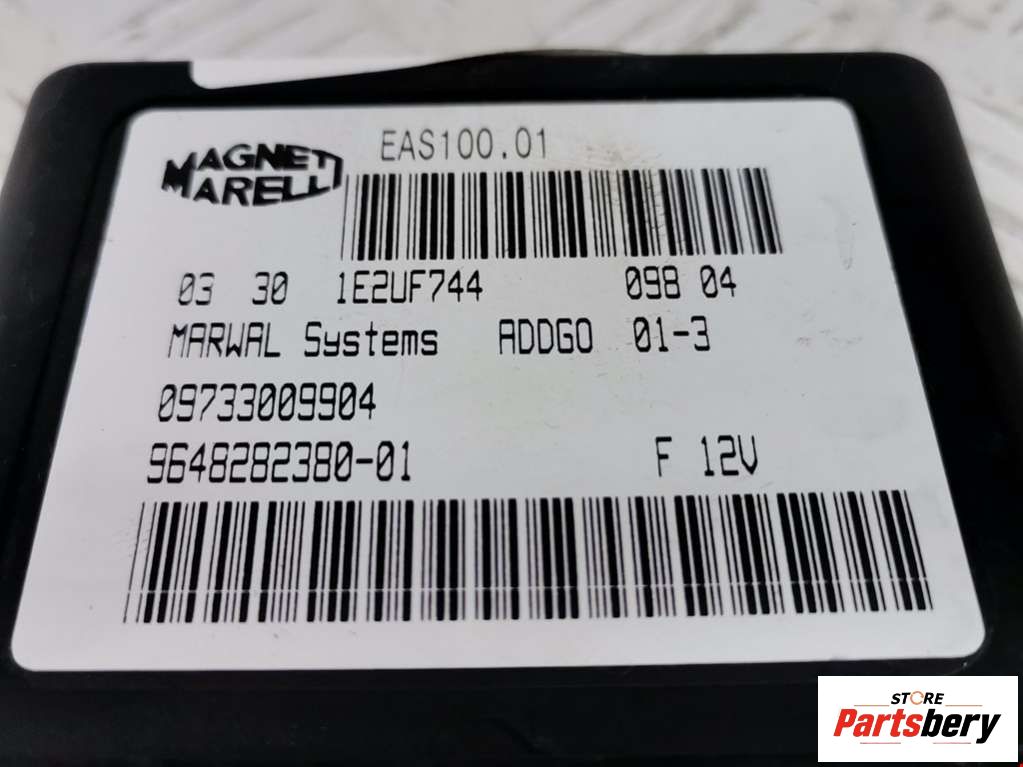 MAGNETI
MARELLI
EAS100.01
03 30 1E2UF744 098 04
MARWAL Systems ADDGO 01-3
09733009904
9648282380-01 F 12V
STORE
Partsbery